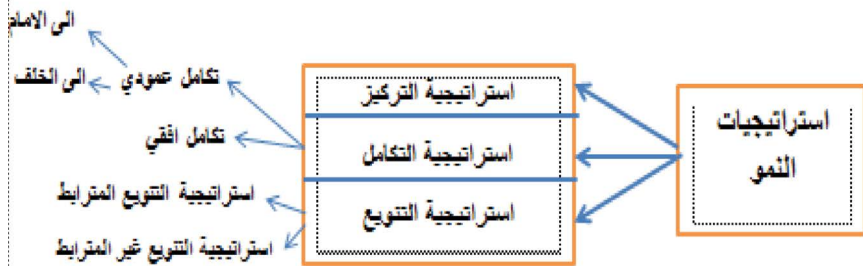 استراتيجيات
النمو
استراتيجية التركيز
استراتيجية التكامل
استراتيجية التنويع
الى الامام
تكامل عمودي
الى الخلف
تكامل افقي
استراتيجية التنويع المترابط
استراتيجية التنويع غير المترابط